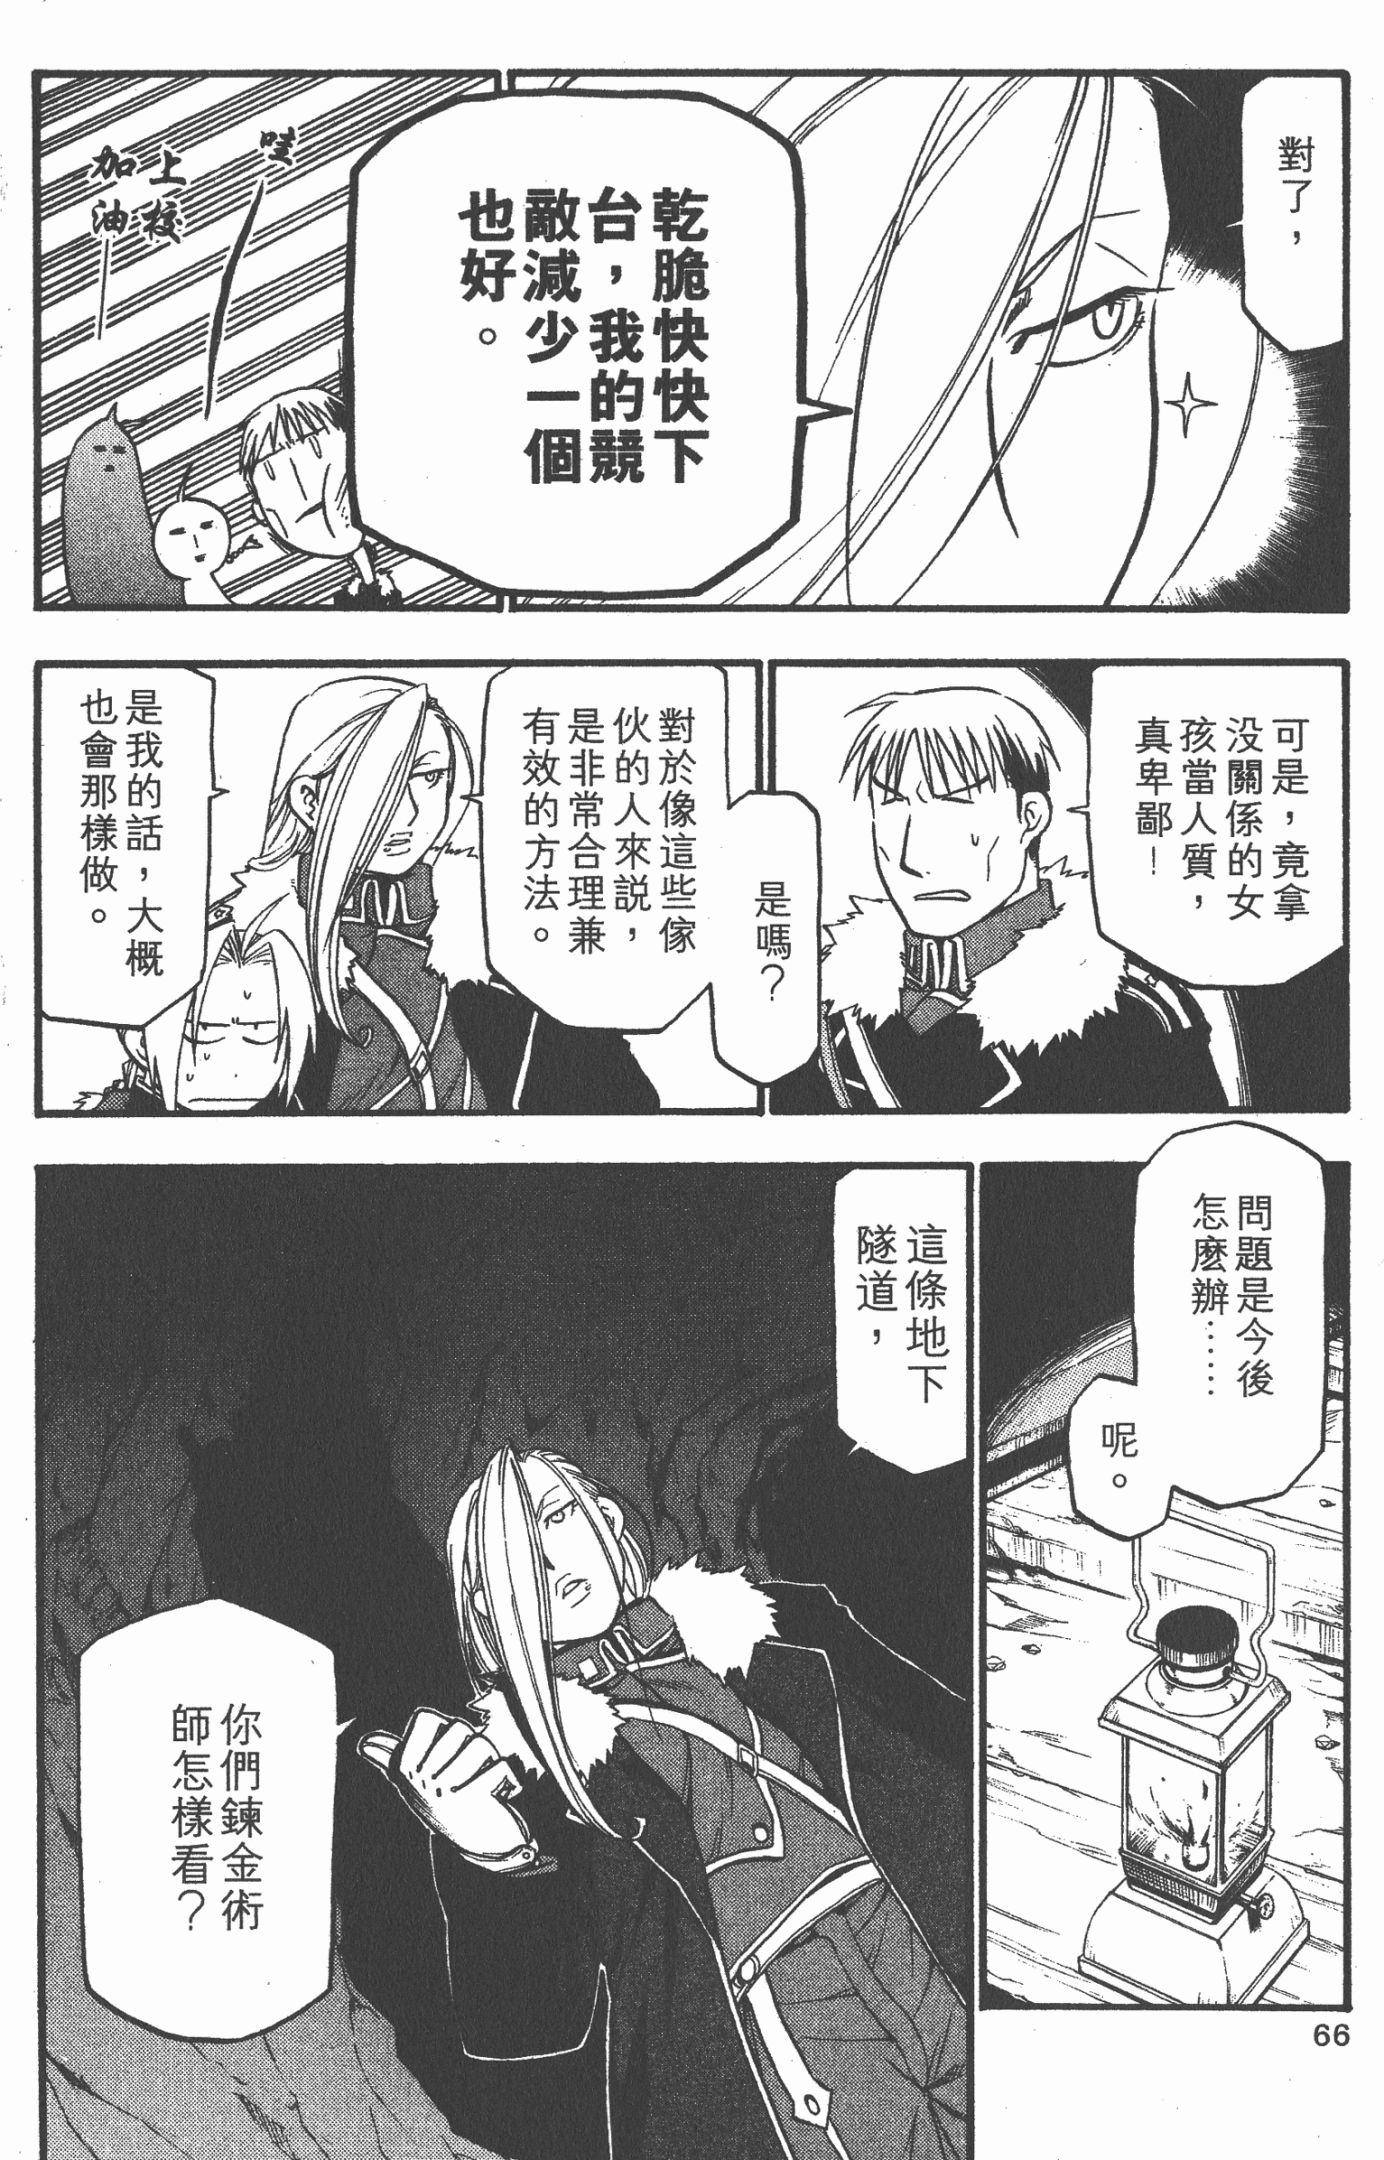 對了，
乾脆快快下
台，我的競
敵減少一個
也好。
哇
上校
加油
可是，竟拿
没關係的女
孩當人質，
真卑鄙！
是嗎？
對於像這些傢
伙的人來説，
是非常合理兼
有效的方法。
是我的話，大概
也會那樣做。
問題是今後
怎麼辦……
呢。
這條地下
隧道，
你們鍊金術
師怎樣看？
66